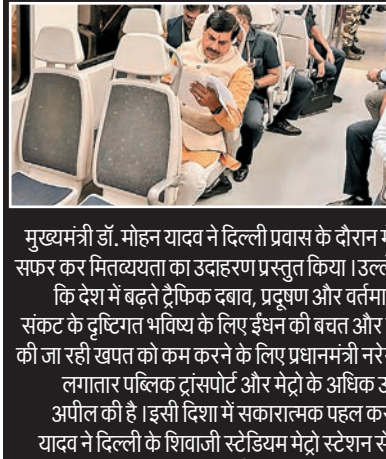 मुख्यमंत्री डॉ. मोहन यादव ने दिल्ली प्रवास के दौरान
सफर कर मितव्ययता का उदाहरण प्रस्तुत किया । उल्ले
कि देश में बढ़ते ट्रैफिक दबाव, प्रदूषण और वर्तमा
संकट के दृष्टिगत भविष्य के लिए ईंधन की बचत और
की जा रही खपत को कम करने के लिए प्रधानमंत्री नरे
लगातार पब्लिक ट्रांसपोर्ट और मेट्रो के अधिक
अपील की है । इसी दिशा में सकारात्मक पहल कर
यादव ने दिल्ली के शिवाजी स्टेडियम मेट्रो स्टेशन से